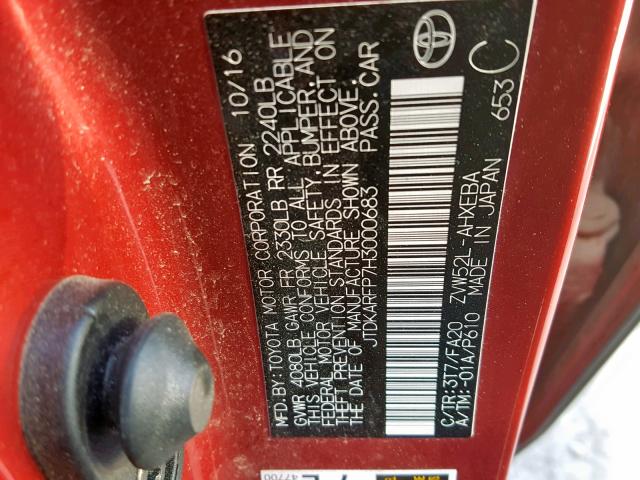 MFD.BY:TOYOTA MOTOR CORPORATION 10/16
GVWR 4080LB GAWR FR 2330LB RR 2240LB
THIS VEHICLE CONFORMS TO ALL APPLICABLE
FEDERAL MOTOR VEHICLE SAFETY,BUMPER,AND
THEFT PREVENTION STANDARDS IN EFFECT ON
THE DATE OF MANUFACTURE SHOWN ABOVE.
JTDKARFP7H3000683 PASS.CAR
C/TR:3T7/FA20 ZVW52L-AHXEBA
A/TM:-01A/P610 MADE IN JAPAN
653 C
47700